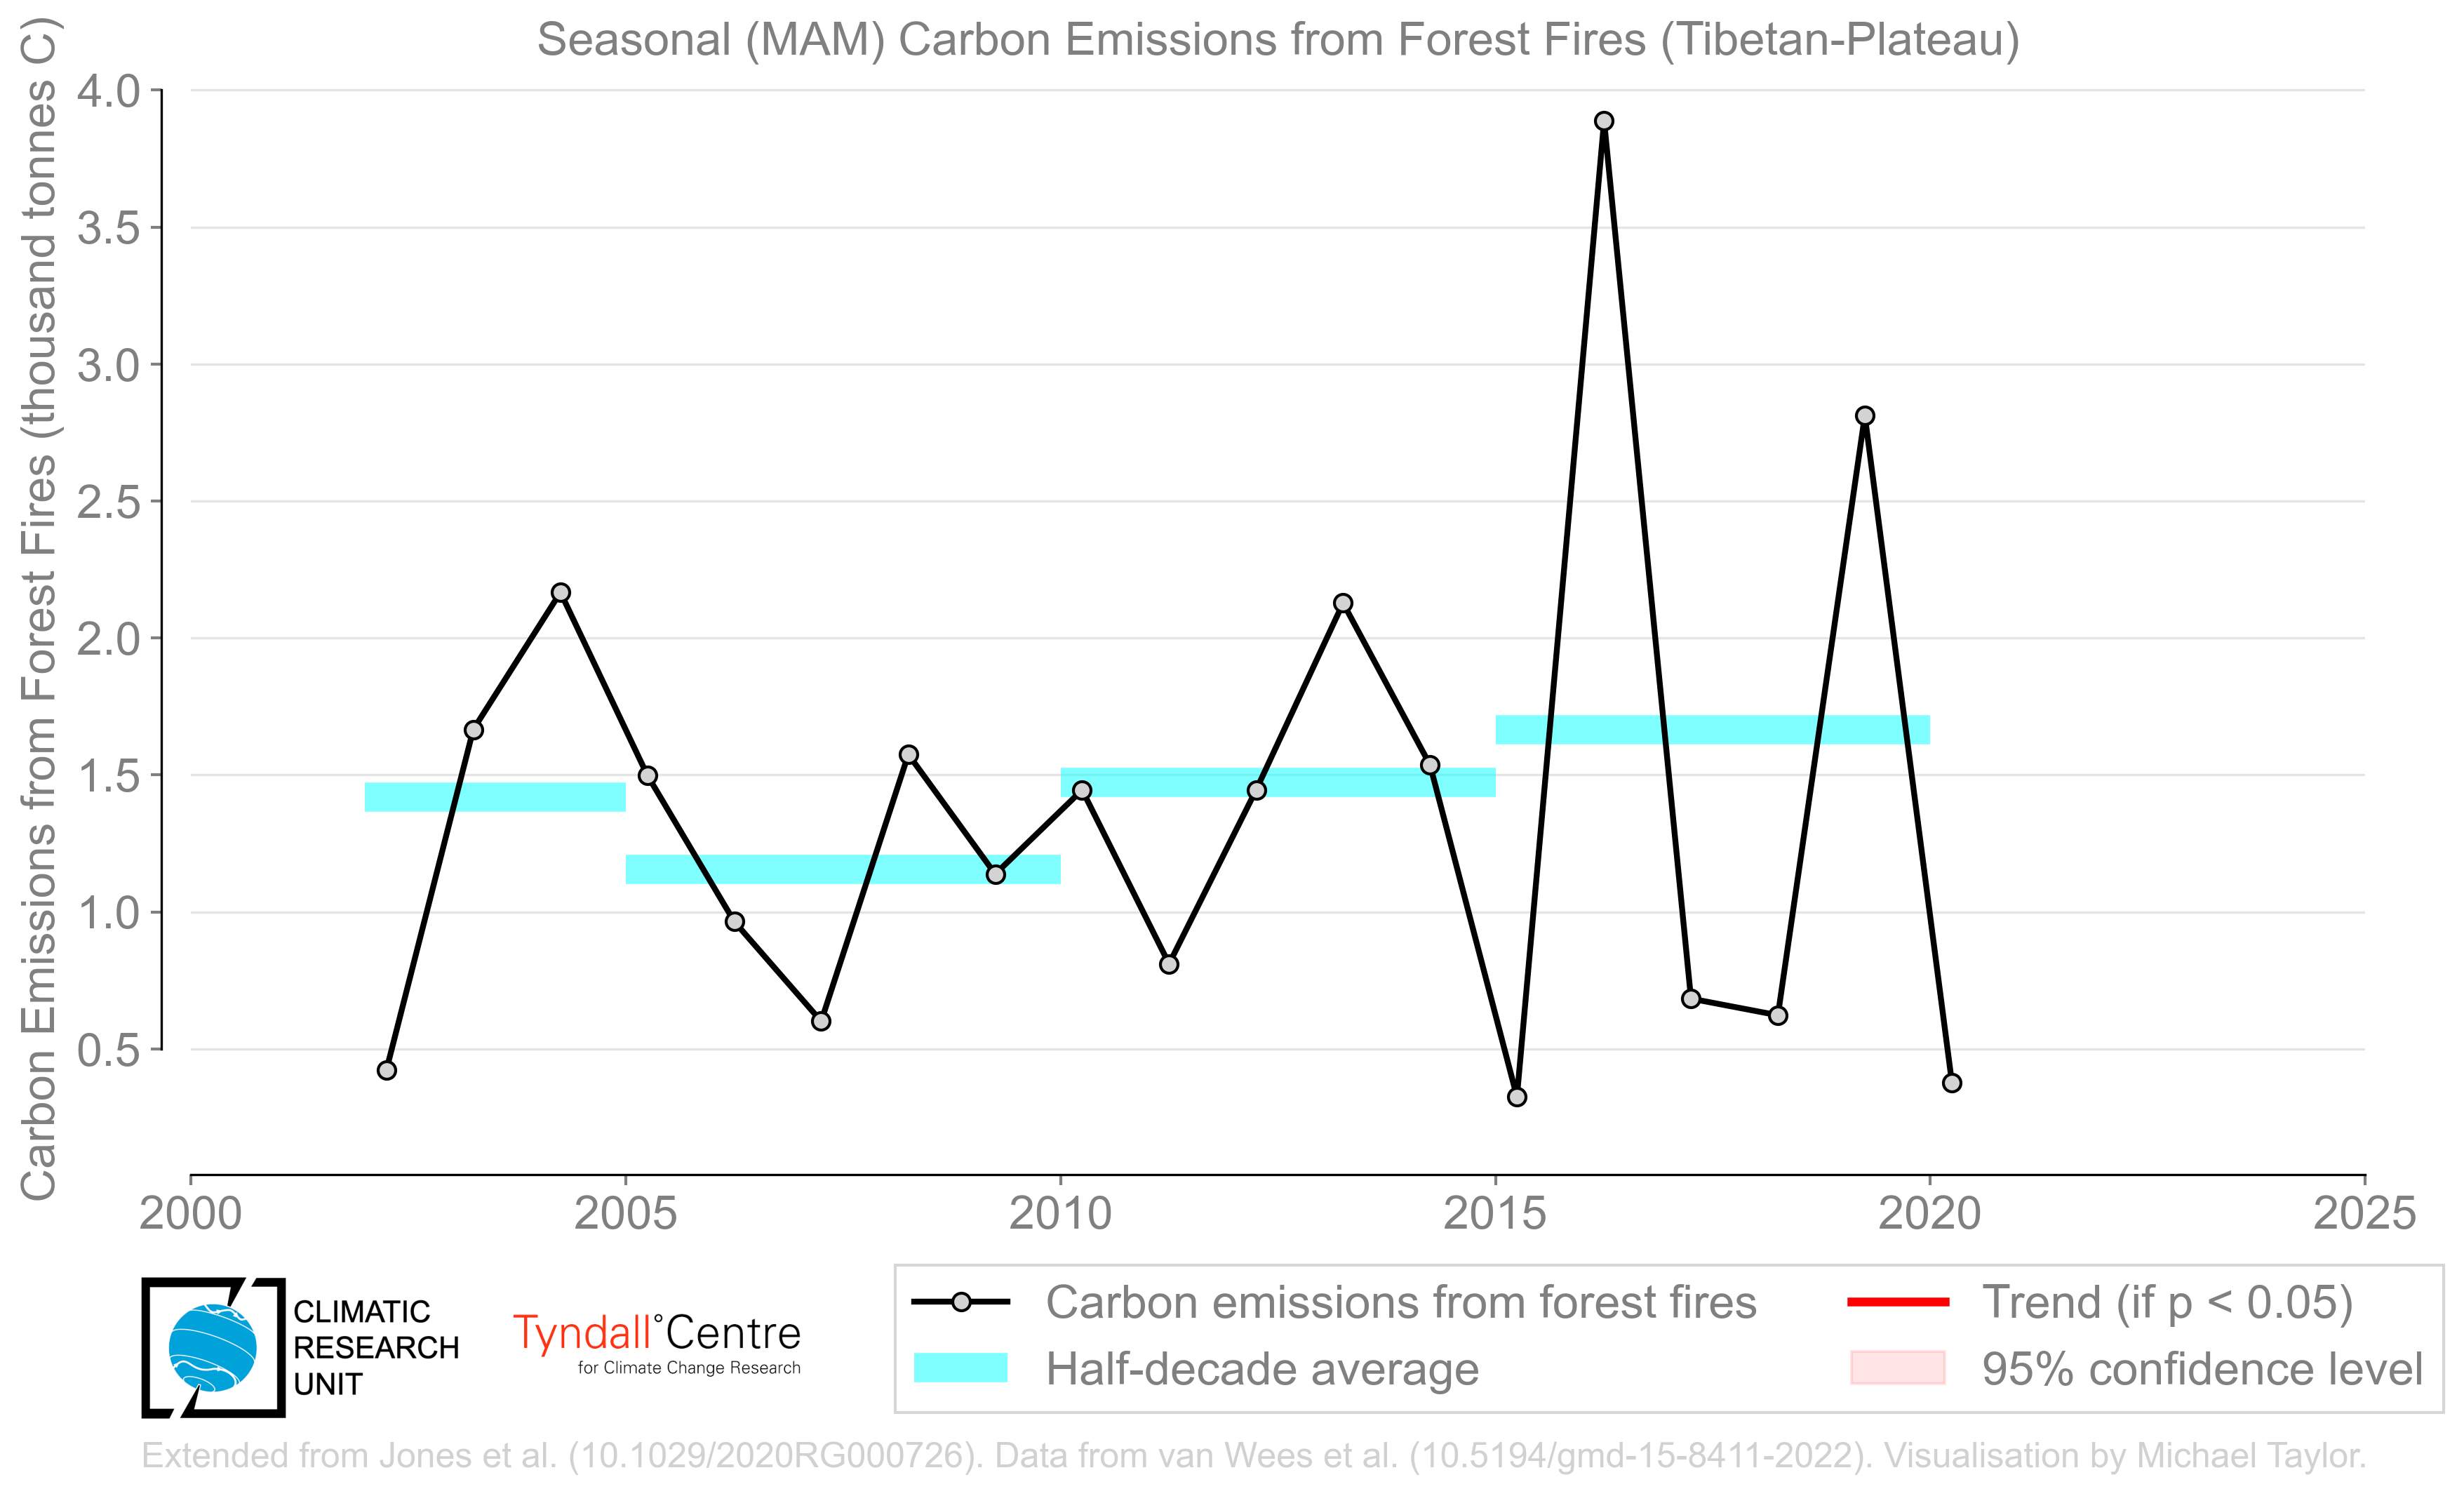 Seasonal (MAM) Carbon Emissions from Forest Fires (Tibetan-Plateau)
Carbon Emissions from Forest Fires (thousand tonnes C)
4.0
3.5
3.0
2.5
2.0
1.5
1.0
0.5
2000 2005 2010 2015 2020 2025
CLIMATIC
RESEARCH
UNIT
Tyndall°Centre
for Climate Change Research
Carbon emissions from forest fires
Half-decade average
Trend (if p < 0.05)
95% confidence level
Extended from Jones et al. (10.1029/2020RG000726). Data from van Wees et al. (10.5194/gmd-15-8411-2022). Visualisation by Michael Taylor.